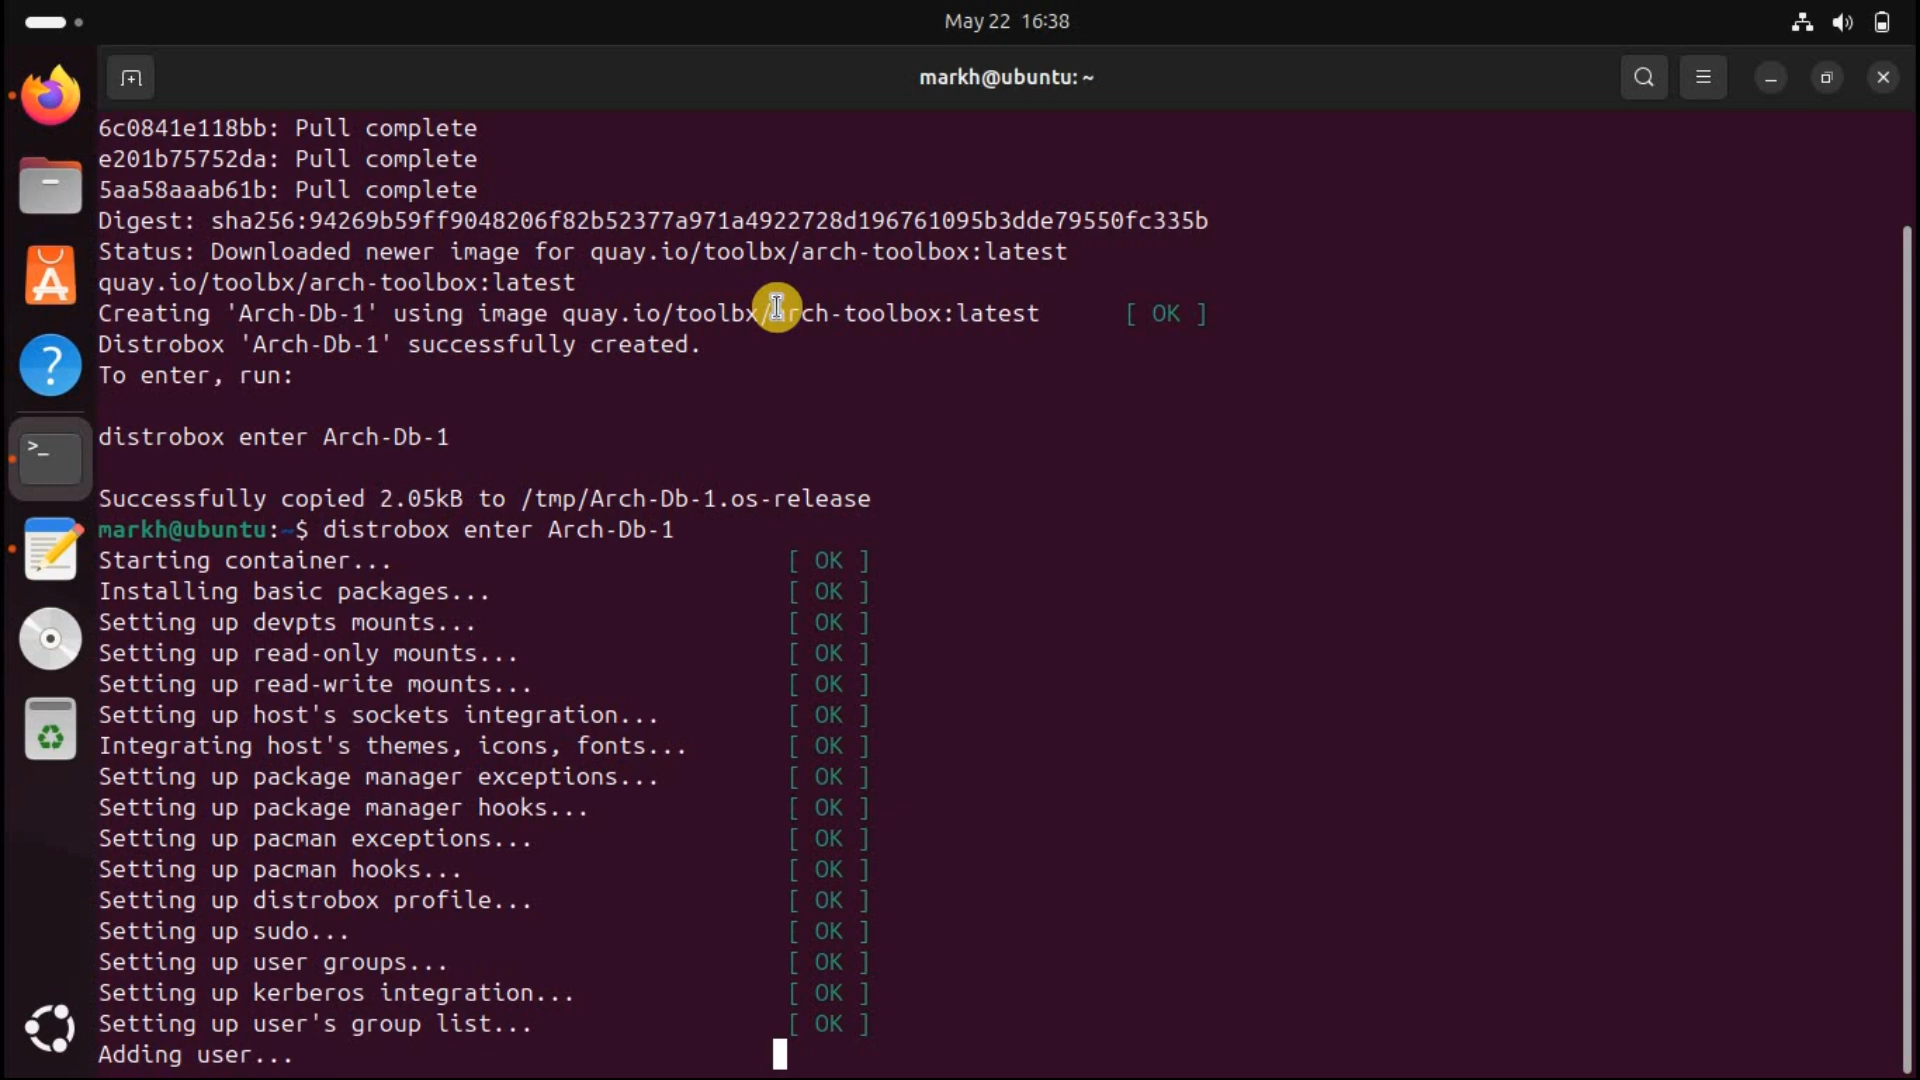 May 22 16:38
markh@ubuntu: ~
6c0841e118bb: Pull complete
e201b75752da: Pull complete
5aa58aaab61b: Pull complete
Digest: sha256:94269b59ff9048206f82b52377a971a4922728d196761095b3dde79550fc335b
Status: Downloaded newer image for quay.io/toolbx/arch-toolbox:latest
quay.io/toolbx/arch-toolbox:latest
Creating 'Arch-Db-1' using image quay.io/toolbx/arch-toolbox:latest [ OK ]
Distrobox 'Arch-Db-1' successfully created.
To enter, run:
distrobox enter Arch-Db-1
Successfully copied 2.05kB to /tmp/Arch-Db-1.os-release
markh@ubuntu:~$ distrobox enter Arch-Db-1
Starting container... [ OK ]
Installing basic packages... [ OK ]
Setting up devpts mounts... [ OK ]
Setting up read-only mounts... [ OK ]
Setting up read-write mounts... [ OK ]
Setting up host's sockets integration... [ OK ]
Integrating host's themes, icons, fonts... [ OK ]
Setting up package manager exceptions... [ OK ]
Setting up package manager hooks... [ OK ]
Setting up pacman exceptions... [ OK ]
Setting up pacman hooks... [ OK ]
Setting up distrobox profile... [ OK ]
Setting up sudo... [ OK ]
Setting up user groups... [ OK ]
Setting up kerberos integration... [ OK ]
Setting up user's group list... [ OK ]
Adding user...